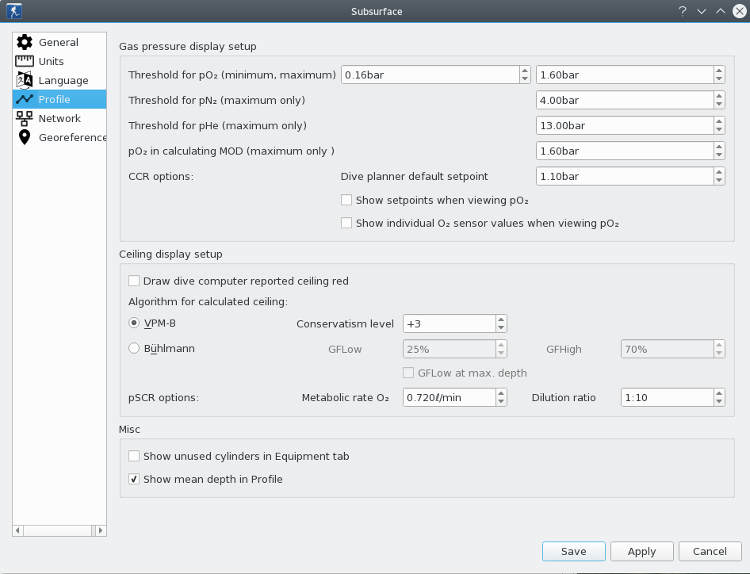 Subsurface
General
Units
Language
Profile
Network
Georeference
Gas pressure display setup
Threshold for pO₂ (minimum, maximum) 0.16bar 1.60bar
Threshold for pN₂ (maximum only) 4.00bar
Threshold for pHe (maximum only) 13.00bar
pO₂ in calculating MOD (maximum only ) 1.60bar
CCR options: Dive planner default setpoint 1.10bar
Show setpoints when viewing pO₂
Show individual O₂ sensor values when viewing pO₂
Ceiling display setup
Draw dive computer reported ceiling red
Algorithm for calculated ceiling:
VPM-B Conservatism level +3
Bühlmann GFLow 25% GFHigh 70%
GFLow at max. depth
pSCR options: Metabolic rate O₂ 0.720ℓ/min Dilution ratio 1:10
Misc
Show unused cylinders in Equipment tab
Show mean depth in Profile
Save Apply Cancel